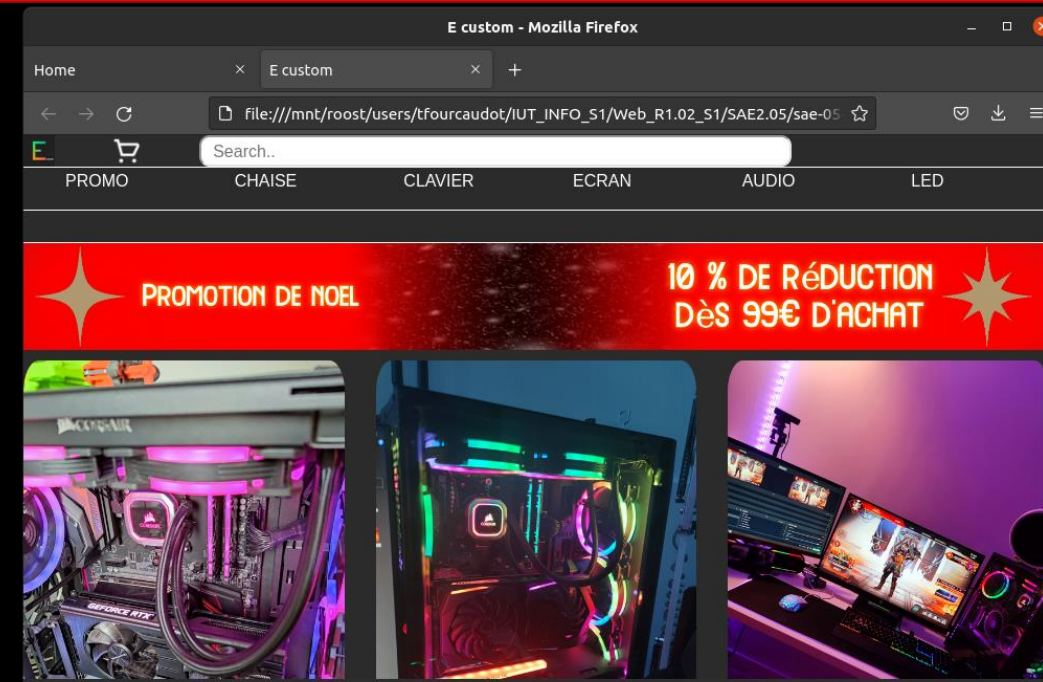 E custom - Mozilla Firefox
Home
E custom
file:///mnt/roost/users/tfourcaudot/IUT_INFO_S1/Web_R1.02_S1/SAE2.05/sae-05
E_
Search..
PROMO CHAISE CLAVIER ECRAN AUDIO LED
PROMOTION DE NOEL
10 % DE RéDUCTION
DèS 99€ D'ACHAT
CORSAIR
CORSAIR
GEFORCE RTX